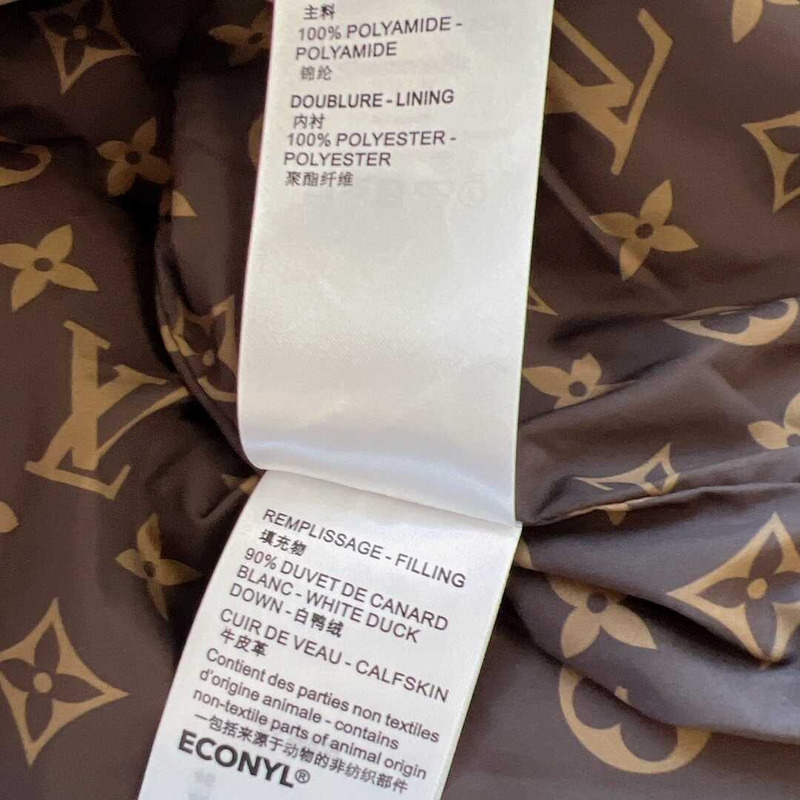 主料
100% POLYAMIDE -
POLYAMIDE
锦纶
DOUBLURE - LINING
内衬
100% POLYESTER -
POLYESTER
聚酯纤维
REMPLISSAGE - FILLING
填充物
90% DUVET DE CANARD
BLANC - WHITE DUCK
DOWN - 白鸭绒
CUIR DE VEAU - CALFSKIN
牛皮革
Contient des parties non textiles
d'origine animale - contains
non-textile parts of animal origin
一包括来源于动物的非纺织部件
ECONYL®